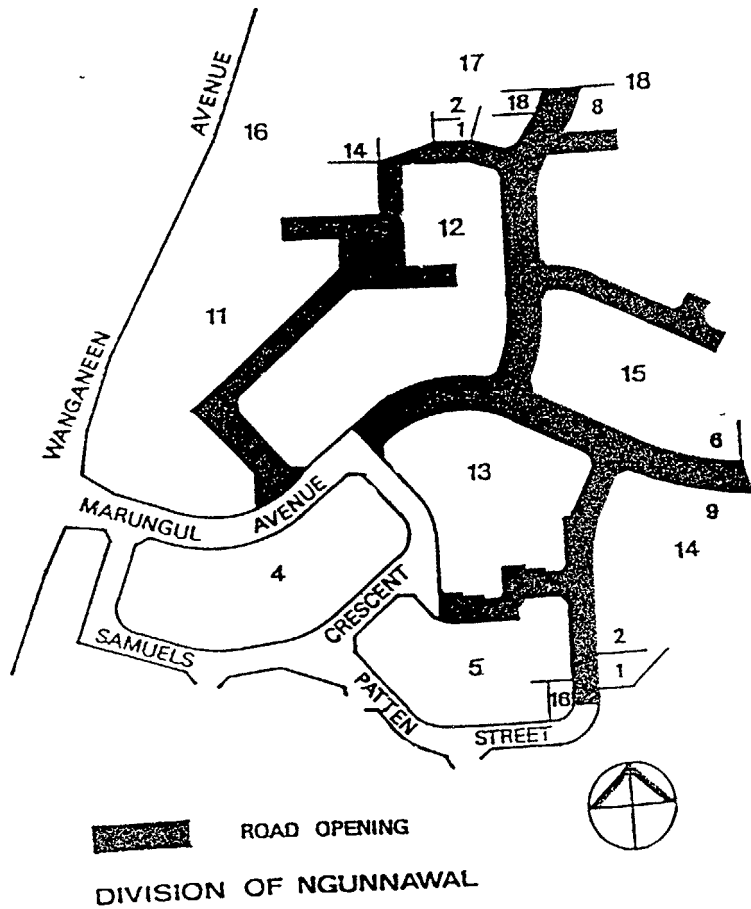 17
18
AVENUE
2
18
8
16
1
14
12
11
15
WANGANEEN
6
13
MARUNGUL
AVENUE
9
14
4
CRESCENT
SAMUELS
2
5
1
PATTEN
16
STREET
ROAD OPENING
DIVISION OF NGUNNAWAL